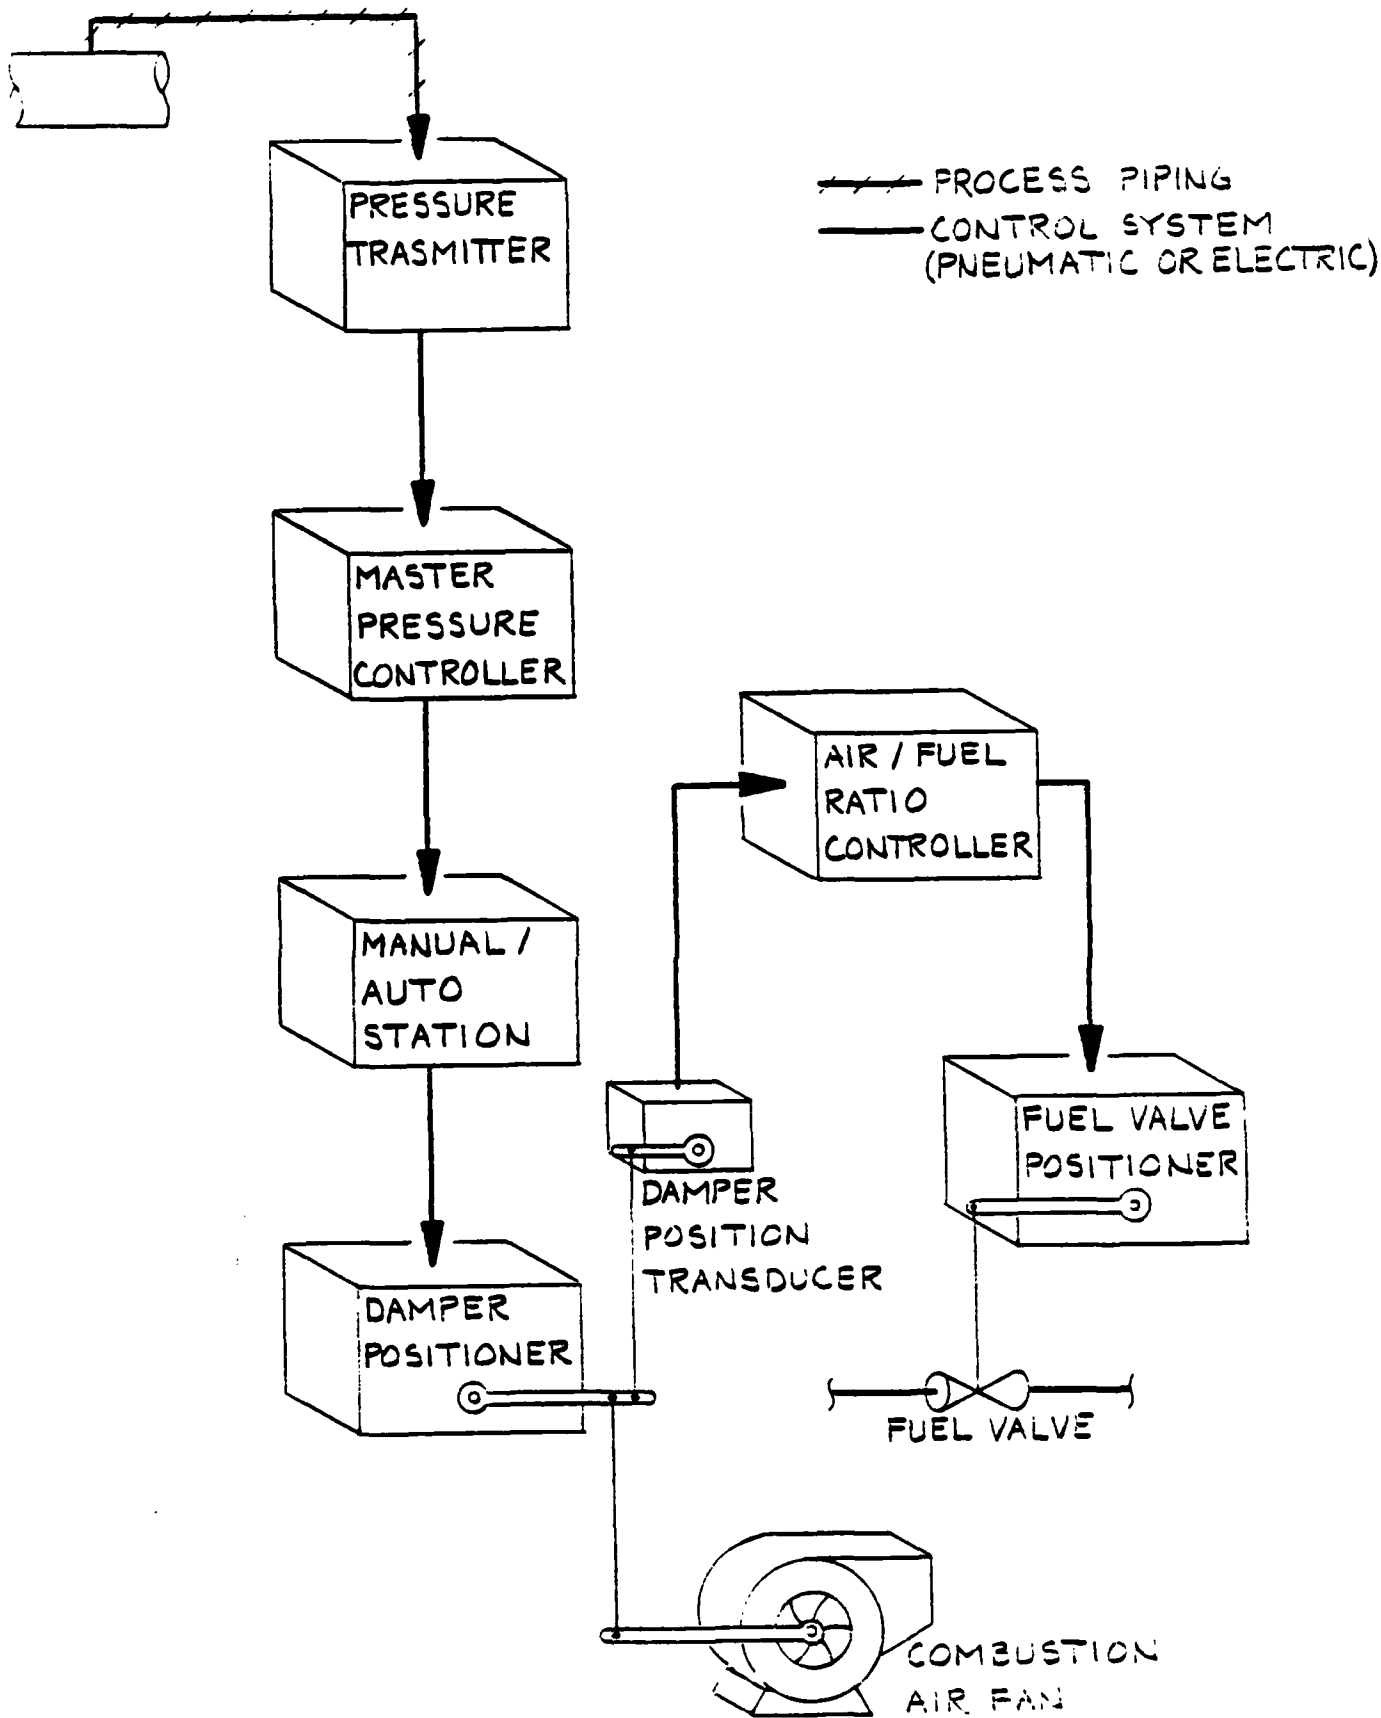 PRESSURE
TRASMITTER
PROCESS PIPING
CONTROL SYSTEM
(PNEUMATIC OR ELECTRIC)
MASTER
PRESSURE
CONTROLLER
AIR / FUEL
RATIO
CONTROLLER
MANUAL /
AUTO
STATION
DAMPER
POSITION
TRANSDUCER
FUEL VALVE
POSITIONER
DAMPER
POSITIONER
FUEL VALVE
COMBUSTION
AIR FAN